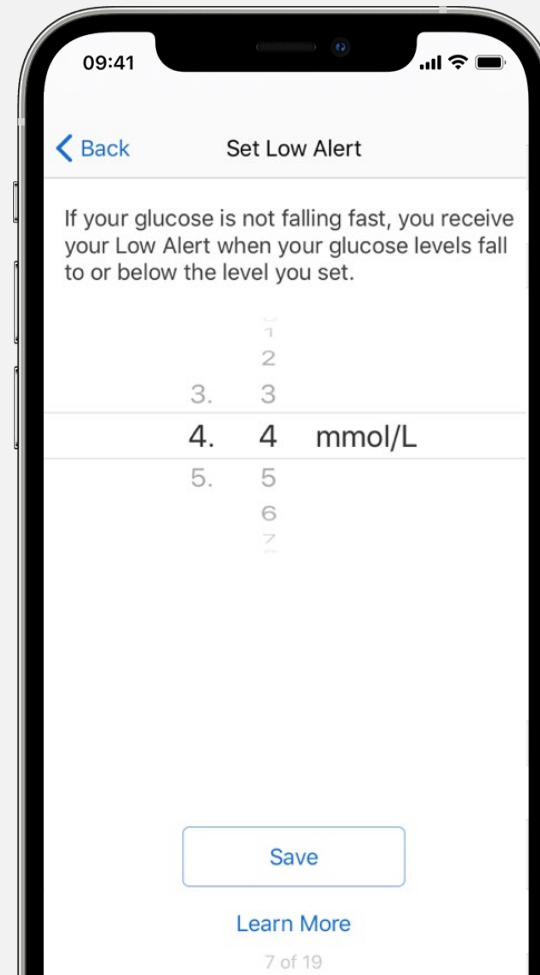 09:41
Back
Set Low Alert
If your glucose is not falling fast, you receive
your Low Alert when your glucose levels fall
to or below the level you set.
1
2
3. 3
4. 4 mmol/L
5. 5
6
7
Save
Learn More
7 of 19